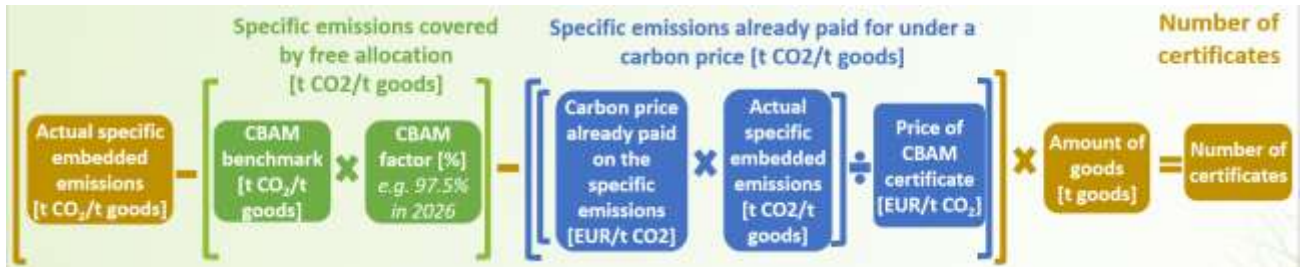 Specific emissions covered
by free allocation
[t CO2/t goods]
Specific emissions already paid for under a
carbon price [t CO2/t goods]
Number of
certificates
Actual specific
embedded
emissions
[t CO₂/t goods]
−
CBAM
benchmark
[t CO₂/t
goods]
×
CBAM
factor [%]
e.g. 97.5%
in 2026
−
Carbon price
already paid
on the
specific
emissions
[EUR/t CO2]
×
Actual
specific
embedded
emissions
[t CO2/t
goods]
÷
Price of
CBAM
certificate
[EUR/t CO₂]
×
Amount of
goods
[t goods]
=
Number of
certificates